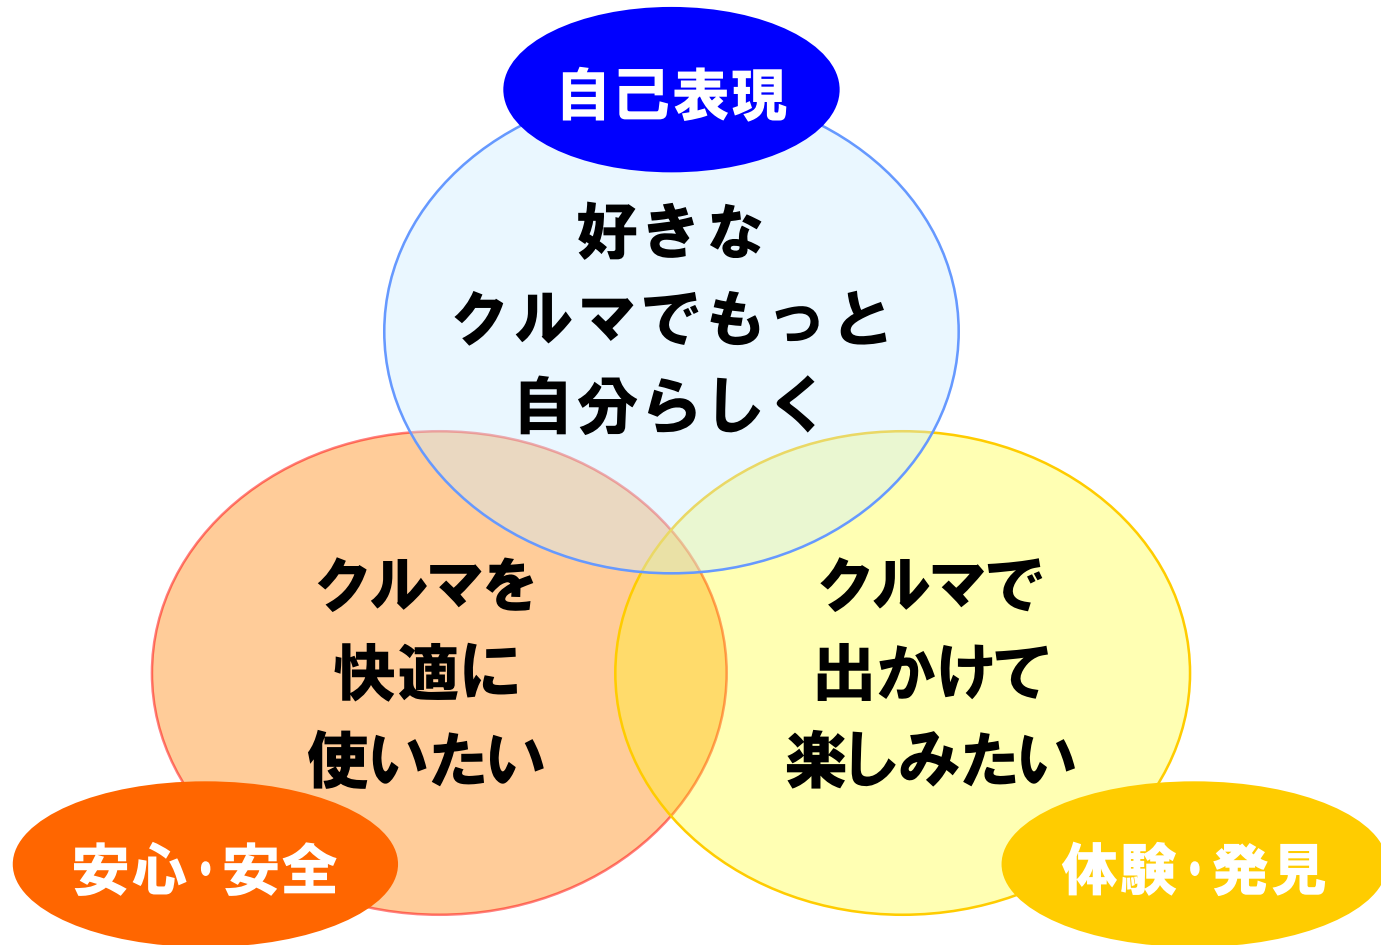 自己表現
好きな
クルマでもっと
自分らしく
クルマを
快適に
使いたい
安心・安全
クルマで
出かけて
楽しみたい
体験・発見